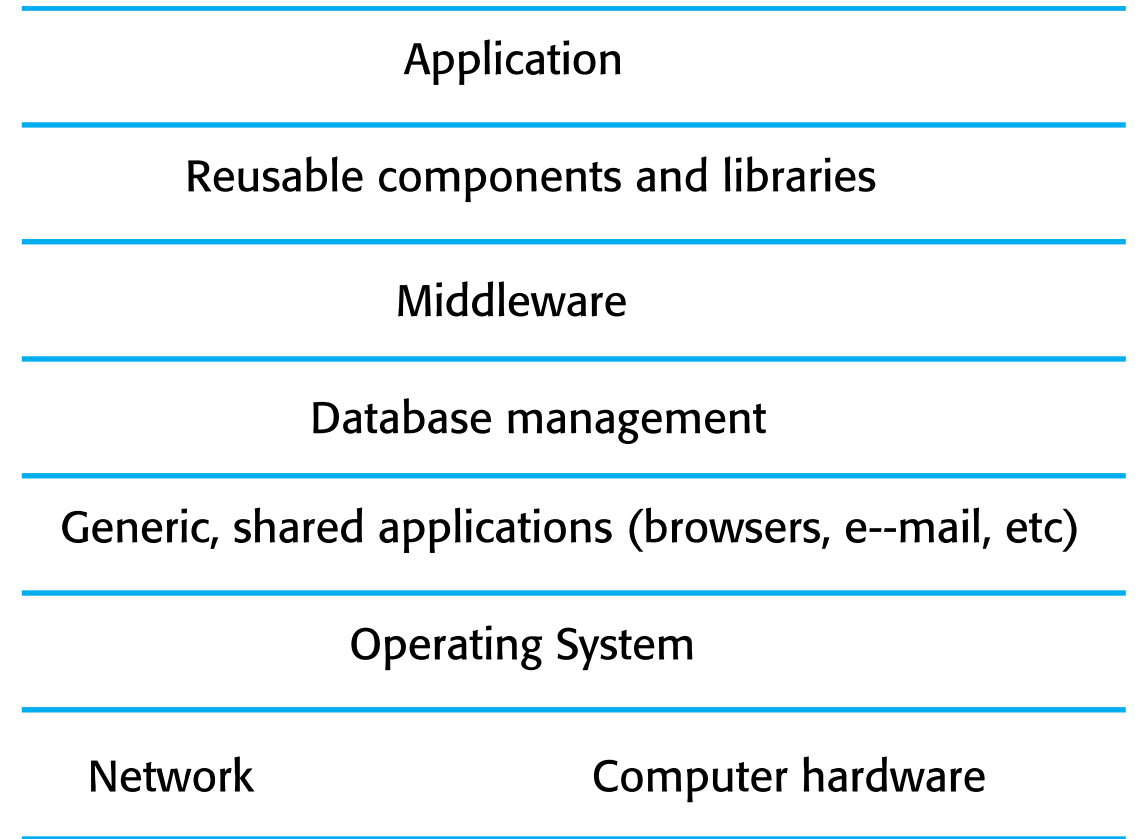 Application
Reusable components and libraries
Middleware
Database management
Generic, shared applications (browsers, e--mail, etc)
Operating System
Network Computer hardware